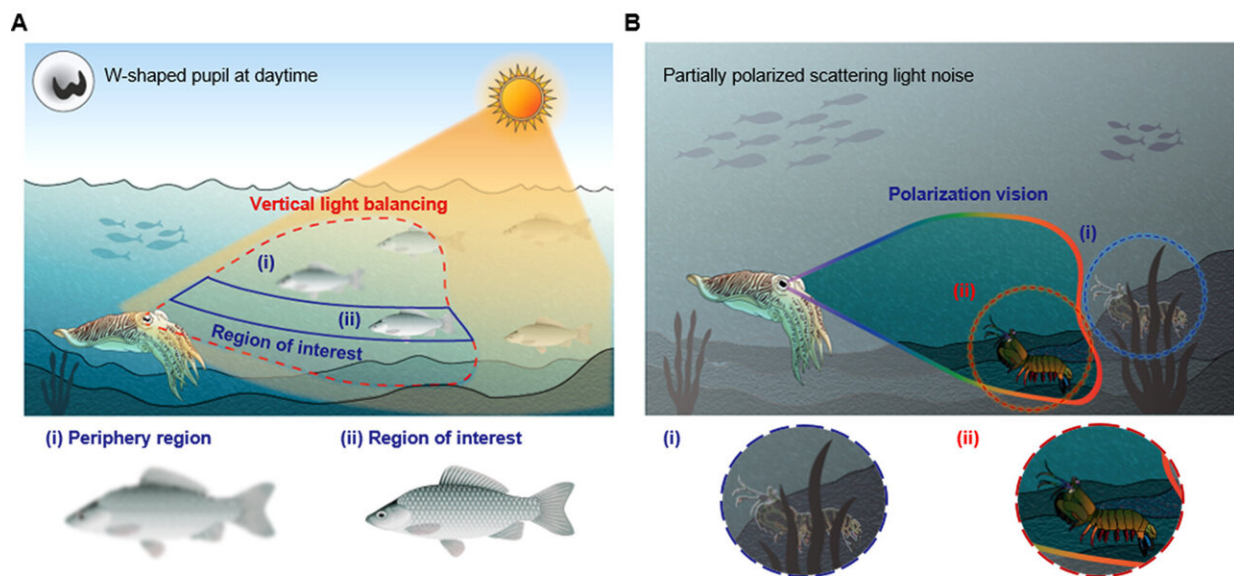 A
W-shaped pupil at daytime
Vertical light balancing
(i)
(ii)
Region of interest
(i) Periphery region
(ii) Region of interest
B
Partially polarized scattering light noise
Polarization vision
(i)
(ii)
(i)
(ii)